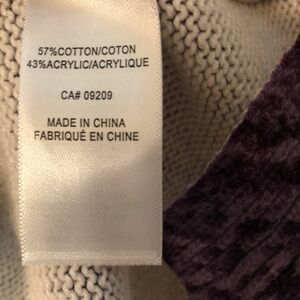 57%COTTON/COTON
43%ACRYLIC/ACRYLIQUE
CA# 09209
MADE IN CHINA
FABRIQUÉ EN CHINE